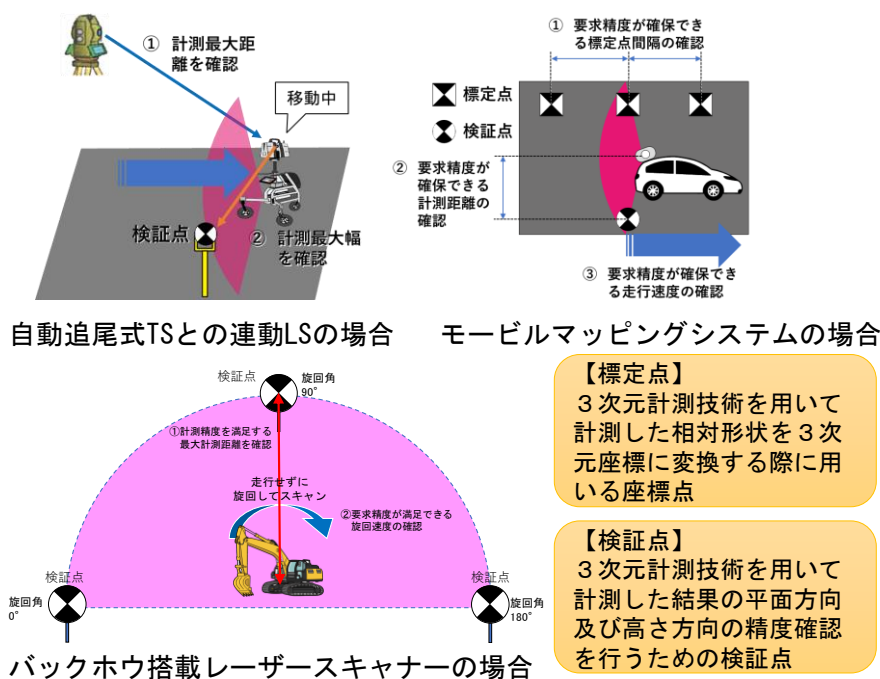 ① 計測最大距
離を確認
移動中
検証点
② 計測最大幅
を確認
自動追尾式TSとの連動LSの場合
① 要求精度が確保でき
る標定点間隔の確認
標定点
検証点
② 要求精度が
確保できる
計測距離の
確認
③ 要求精度が確保でき
る走行速度の確認
モービルマッピングシステムの場合
検証点
旋回角
90°
①計測精度を満足する
最大計測距離を確認
走行せずに
旋回してスキャン
②要求精度が満足できる
旋回速度の確認
検証点
旋回角
0°
検証点
旋回角
180°
バックホウ搭載レーザースキャナーの場合
【標定点】
３次元計測技術を用いて
計測した相対形状を３次
元座標に変換する際に用
いる座標点
【検証点】
３次元計測技術を用いて
計測した結果の平面方向
及び高さ方向の精度確認
を行うための検証点